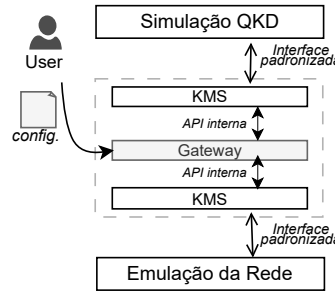 Simulação QKD
Interface
padronizada
User
config.
KMS
API interna
Gateway
API interna
KMS
Interface
padronizada
Emulação da Rede